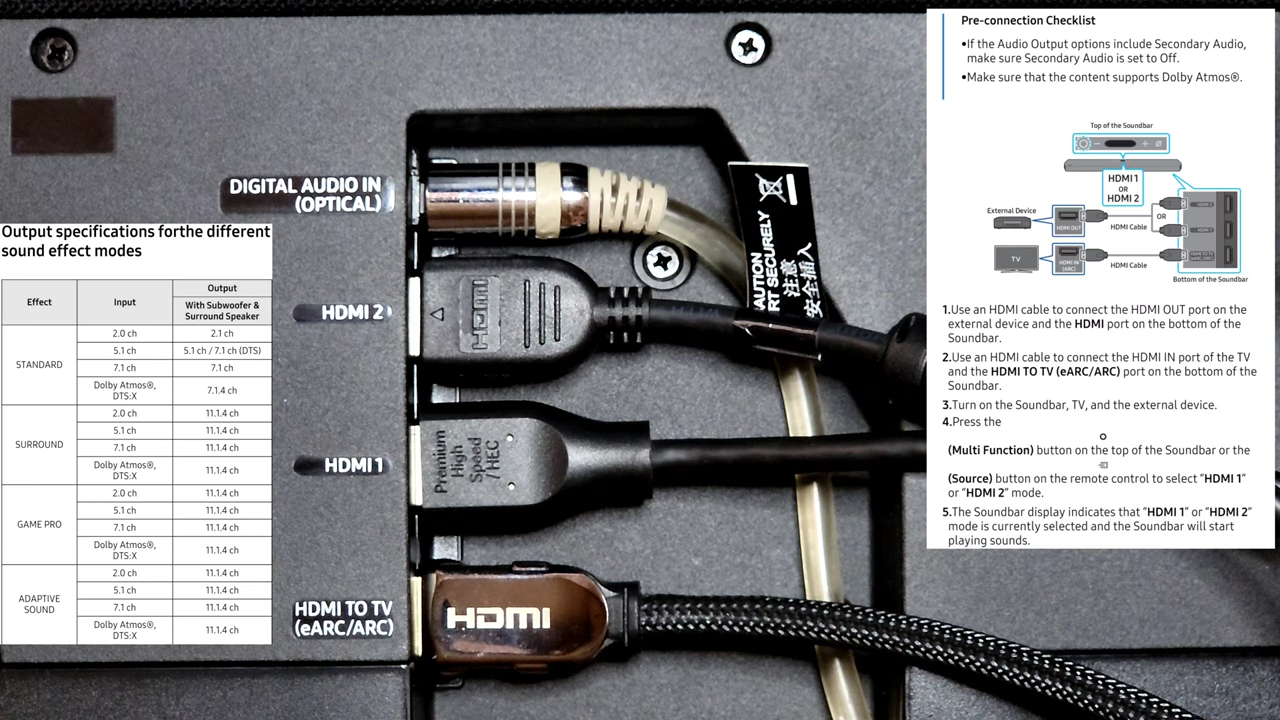 Output specifications forthe different
sound effect modes
Effect
Input
Output
With Subwoofer &
Surround Speaker
STANDARD
2.0 ch
2.1 ch
5.1 ch
5.1 ch / 7.1 ch (DTS)
7.1 ch
7.1 ch
Dolby Atmos®,
DTS:X
7.1.4 ch
SURROUND
2.0 ch
11.1.4 ch
5.1 ch
11.1.4 ch
7.1 ch
11.1.4 ch
Dolby Atmos®,
DTS:X
11.1.4 ch
GAME PRO
2.0 ch
11.1.4 ch
5.1 ch
11.1.4 ch
7.1 ch
11.1.4 ch
Dolby Atmos®,
DTS:X
11.1.4 ch
ADAPTIVE
SOUND
2.0 ch
11.1.4 ch
5.1 ch
11.1.4 ch
7.1 ch
11.1.4 ch
Dolby Atmos®,
DTS:X
11.1.4 ch
DIGITAL AUDIO IN
(OPTICAL)
HDMI 2
HDMI 1
HDMI TO TV
(eARC/ARC)
HDMI
Premium
High
Speed
/HEC
HDMI
注意
安全插入
Pre-connection Checklist
•If the Audio Output options include Secondary Audio,
make sure Secondary Audio is set to Off.
•Make sure that the content supports Dolby Atmos®.
Top of the Soundbar
HDMI 1
OR
HDMI 2
External Device
HDMI OUT
HDMI Cable
OR
HDMI 2
HDMI 1
TV
HDMI IN
(ARC)
HDMI Cable
HDMI TO TV
(eARC/ARC)
Bottom of the Soundbar
1.Use an HDMI cable to connect the HDMI OUT port on the
external device and the HDMI port on the bottom of the
Soundbar.
2.Use an HDMI cable to connect the HDMI IN port of the TV
and the HDMI TO TV (eARC/ARC) port on the bottom of the
Soundbar.
3.Turn on the Soundbar, TV, and the external device.
4.Press the
(Multi Function) button on the top of the Soundbar or the
(Source) button on the remote control to select “HDMI 1”
or “HDMI 2” mode.
5.The Soundbar display indicates that “HDMI 1” or “HDMI 2”
mode is currently selected and the Soundbar will start
playing sounds.